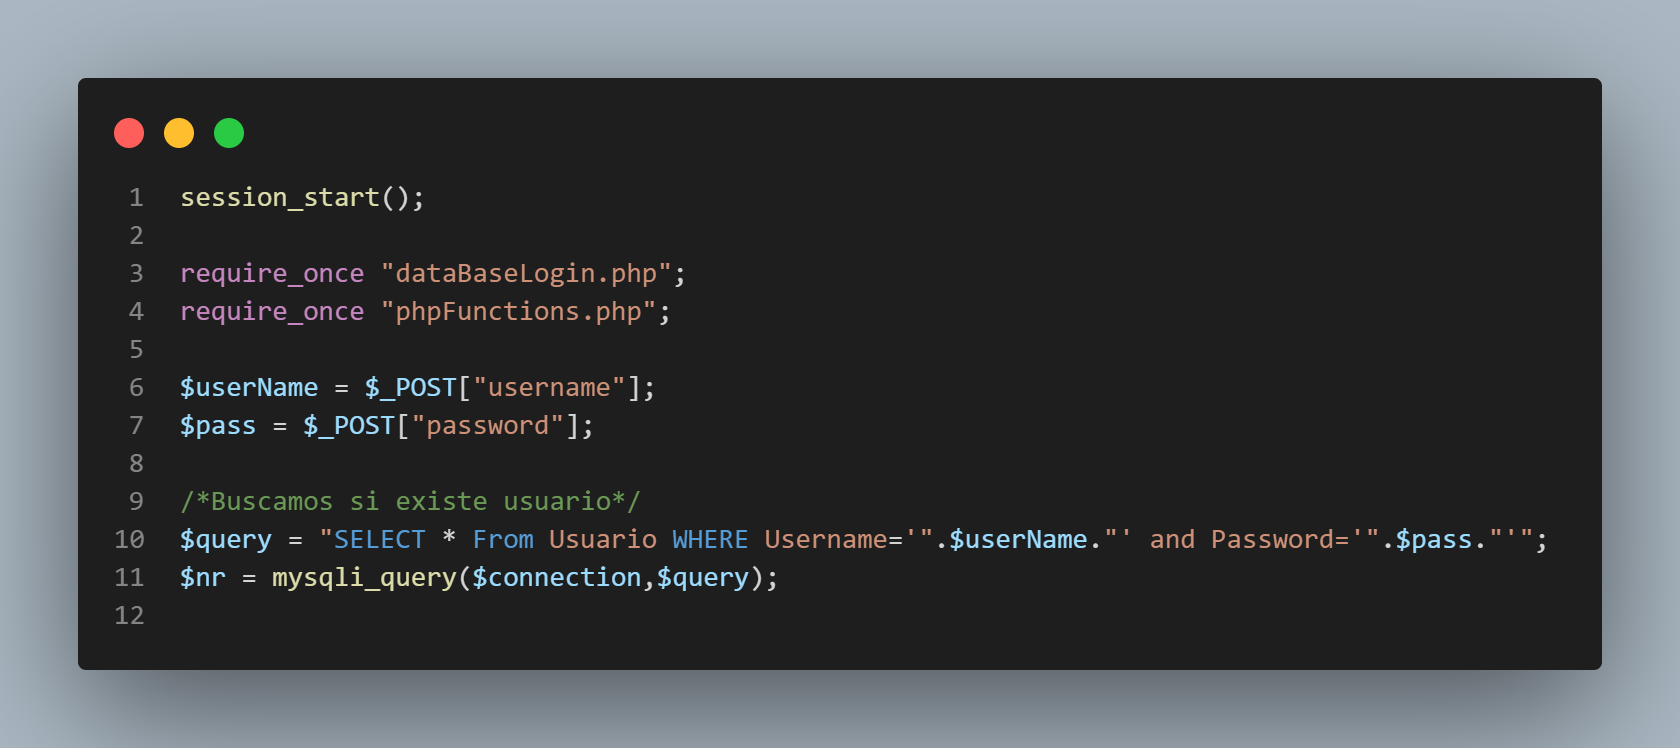 1 session_start();
2
3 require_once "dataBaseLogin.php";
4 require_once "phpFunctions.php";
5
6 $userName = $_POST["username"];
7 $pass = $_POST["password"];
8
9 /*Buscamos si existe usuario*/
10 $query = "SELECT * From Usuario WHERE Username='".$userName."' and Password='".$pass."'";
11 $nr = mysqli_query($connection,$query);
12